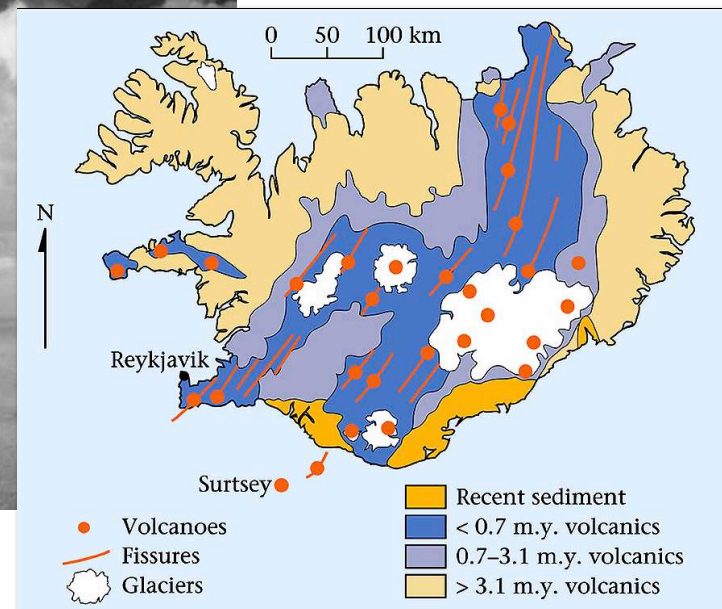 0 50 100 km
N
Reykjavik
Surtsey
Volcanoes
Fissures
Glaciers
Recent sediment
< 0.7 m.y. volcanics
0.7–3.1 m.y. volcanics
> 3.1 m.y. volcanics